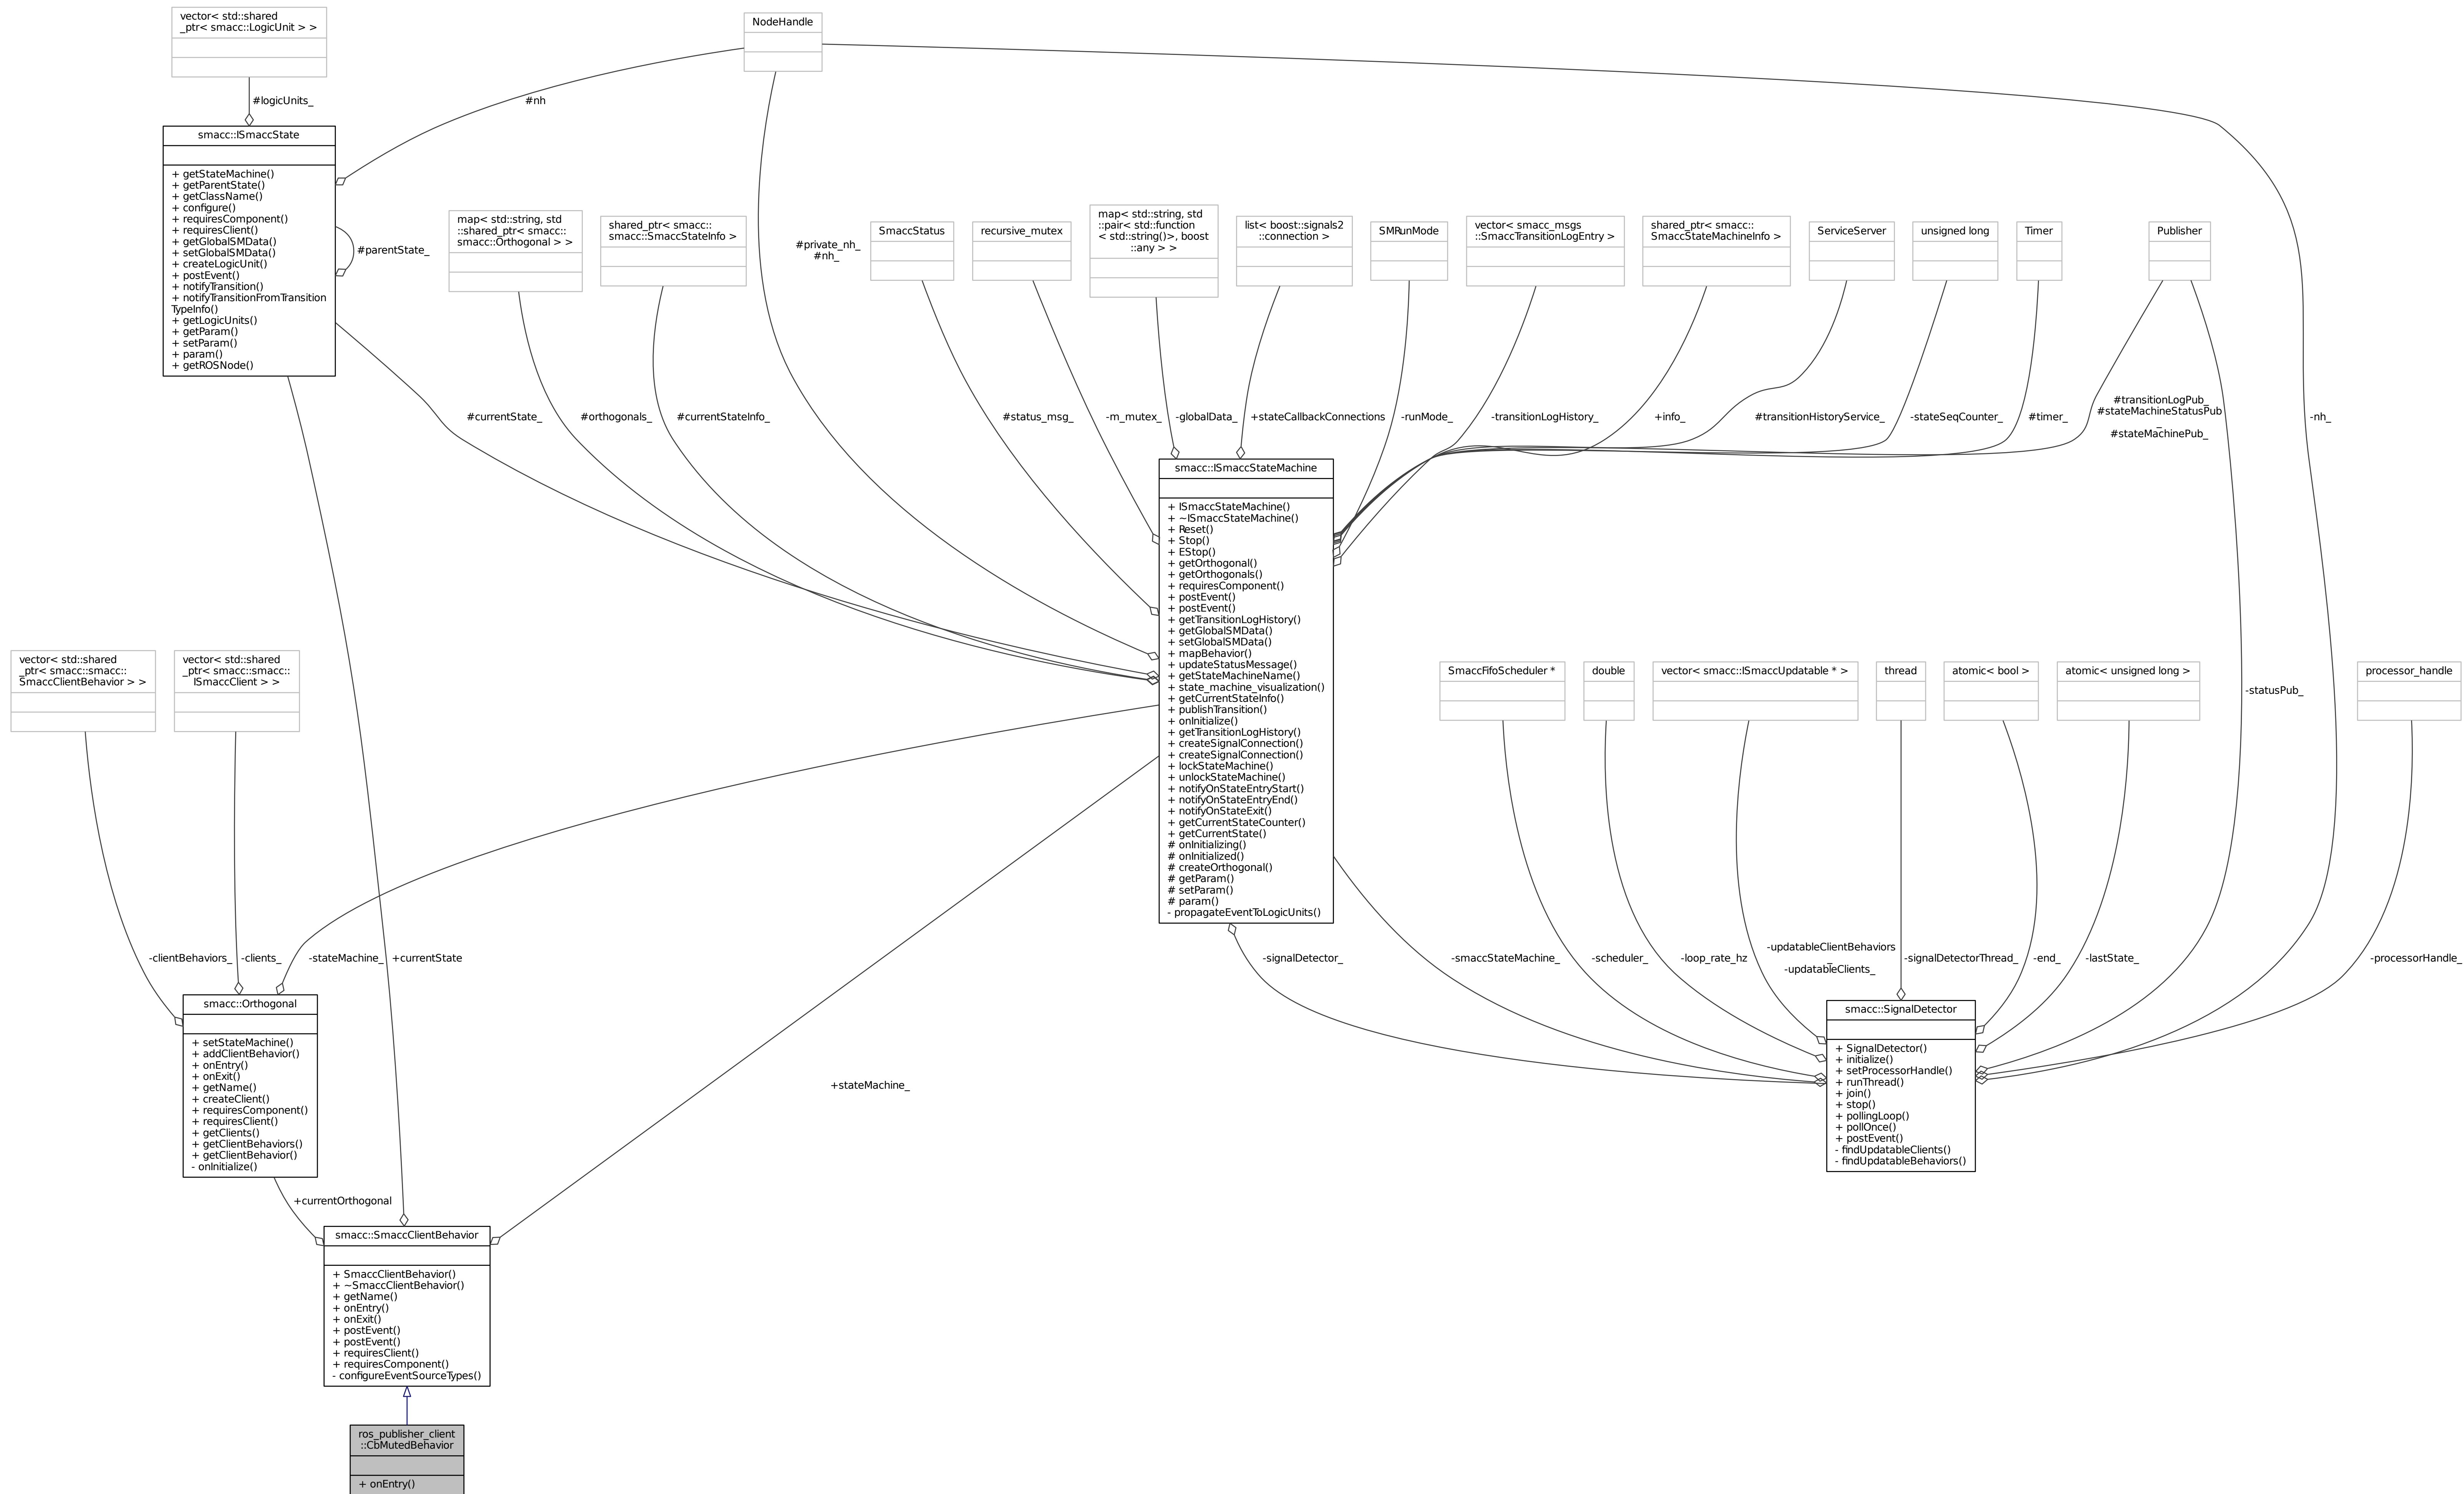 vector< std::shared
_ptr< smacc::LogicUnit > >
NodeHandle
#logicUnits_
#nh
smacc::ISmaccState
+ getStateMachine()
+ getParentState()
+ getClassName()
+ configure()
+ requiresComponent()
+ requiresClient()
+ getGlobalSMData()
+ setGlobalSMData()
+ createLogicUnit()
+ postEvent()
+ notifyTransition()
+ notifyTransitionFromTransition
TypeInfo()
+ getLogicUnits()
+ getParam()
+ setParam()
+ param()
+ getROSNode()
#parentState_
map< std::string, std
::shared_ptr< smacc::
smacc::Orthogonal > >
shared_ptr< smacc::
smacc::SmaccStateInfo >
#private_nh_
#nh_
SmaccStatus
recursive_mutex
map< std::string, std
::pair< std::function
< std::string()>, boost
::any > >
list< boost::signals2
::connection >
SMRunMode
vector< smacc_msgs
::SmaccTransitionLogEntry >
shared_ptr< smacc::
SmaccStateMachineInfo >
ServiceServer
unsigned long
Timer
Publisher
#currentState_
#orthogonals_
#currentStateInfo_
#status_msg_
-m_mutex_
-globalData_
+stateCallbackConnections
-runMode_
-transitionLogHistory_
+info_
#transitionHistoryService_
-stateSeqCounter_
#timer_
#transitionLogPub_
#stateMachineStatusPub
_
#stateMachinePub_
-nh_
smacc::ISmaccStateMachine
+ ISmaccStateMachine()
+ ~ISmaccStateMachine()
+ Reset()
+ Stop()
+ EStop()
+ getOrthogonal()
+ getOrthogonals()
+ requiresComponent()
+ postEvent()
+ postEvent()
+ getTransitionLogHistory()
+ getGlobalSMData()
+ setGlobalSMData()
+ mapBehavior()
+ updateStatusMessage()
+ getStateMachineName()
+ state_machine_visualization()
+ getCurrentStateInfo()
+ publishTransition()
+ onInitialize()
+ getTransitionLogHistory()
+ createSignalConnection()
+ createSignalConnection()
+ lockStateMachine()
+ unlockStateMachine()
+ notifyOnStateEntryStart()
+ notifyOnStateEntryEnd()
+ notifyOnStateExit()
+ getCurrentStateCounter()
+ getCurrentState()
# onInitializing()
# onInitialized()
# createOrthogonal()
# getParam()
# setParam()
# param()
- propagateEventToLogicUnits()
vector< std::shared
_ptr< smacc::smacc::
SmaccClientBehavior > >
vector< std::shared
_ptr< smacc::smacc::
ISmaccClient > >
SmaccFifoScheduler *
double
vector< smacc::ISmaccUpdatable * >
thread
atomic< bool >
atomic< unsigned long >
-statusPub_
processor_handle
-clientBehaviors_
-clients_
-stateMachine_
+currentState
-signalDetector_
-smaccStateMachine_
-scheduler_
-loop_rate_hz
-updatableClientBehaviors
_
-updatableClients_
-signalDetectorThread_
-end_
-lastState_
-processorHandle_
smacc::Orthogonal
+ setStateMachine()
+ addClientBehavior()
+ onEntry()
+ onExit()
+ getName()
+ createClient()
+ requiresComponent()
+ requiresClient()
+ getClients()
+ getClientBehaviors()
+ getClientBehavior()
- onInitialize()
smacc::SignalDetector
+ SignalDetector()
+ initialize()
+ setProcessorHandle()
+ runThread()
+ join()
+ stop()
+ pollingLoop()
+ pollOnce()
+ postEvent()
- findUpdatableClients()
- findUpdatableBehaviors()
+stateMachine_
+currentOrthogonal
smacc::SmaccClientBehavior
+ SmaccClientBehavior()
+ ~SmaccClientBehavior()
+ getName()
+ onEntry()
+ onExit()
+ postEvent()
+ postEvent()
+ requiresClient()
+ requiresComponent()
- configureEventSourceTypes()
ros_publisher_client
::CbMutedBehavior
+ onEntry()